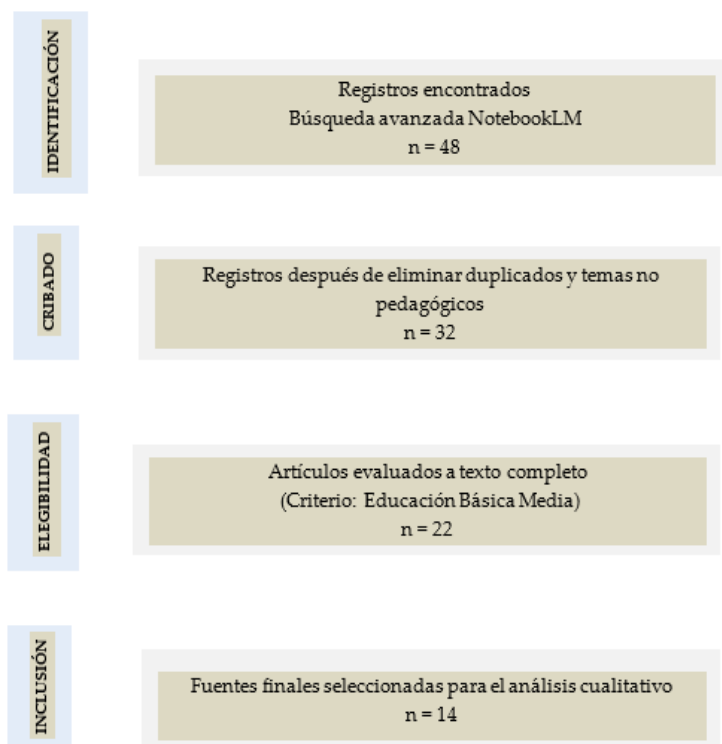 IDENTIFICACIÓN
Registros encontrados
Búsqueda avanzada NotebookLM
n = 48
CRIBADO
Registros después de eliminar duplicados y temas no
pedagógicos
n = 32
ELEGIBILIDAD
Artículos evaluados a texto completo
(Criterio: Educación Básica Media)
n = 22
INCLUSIÓN
Fuentes finales seleccionadas para el análisis cualitativo
n = 14